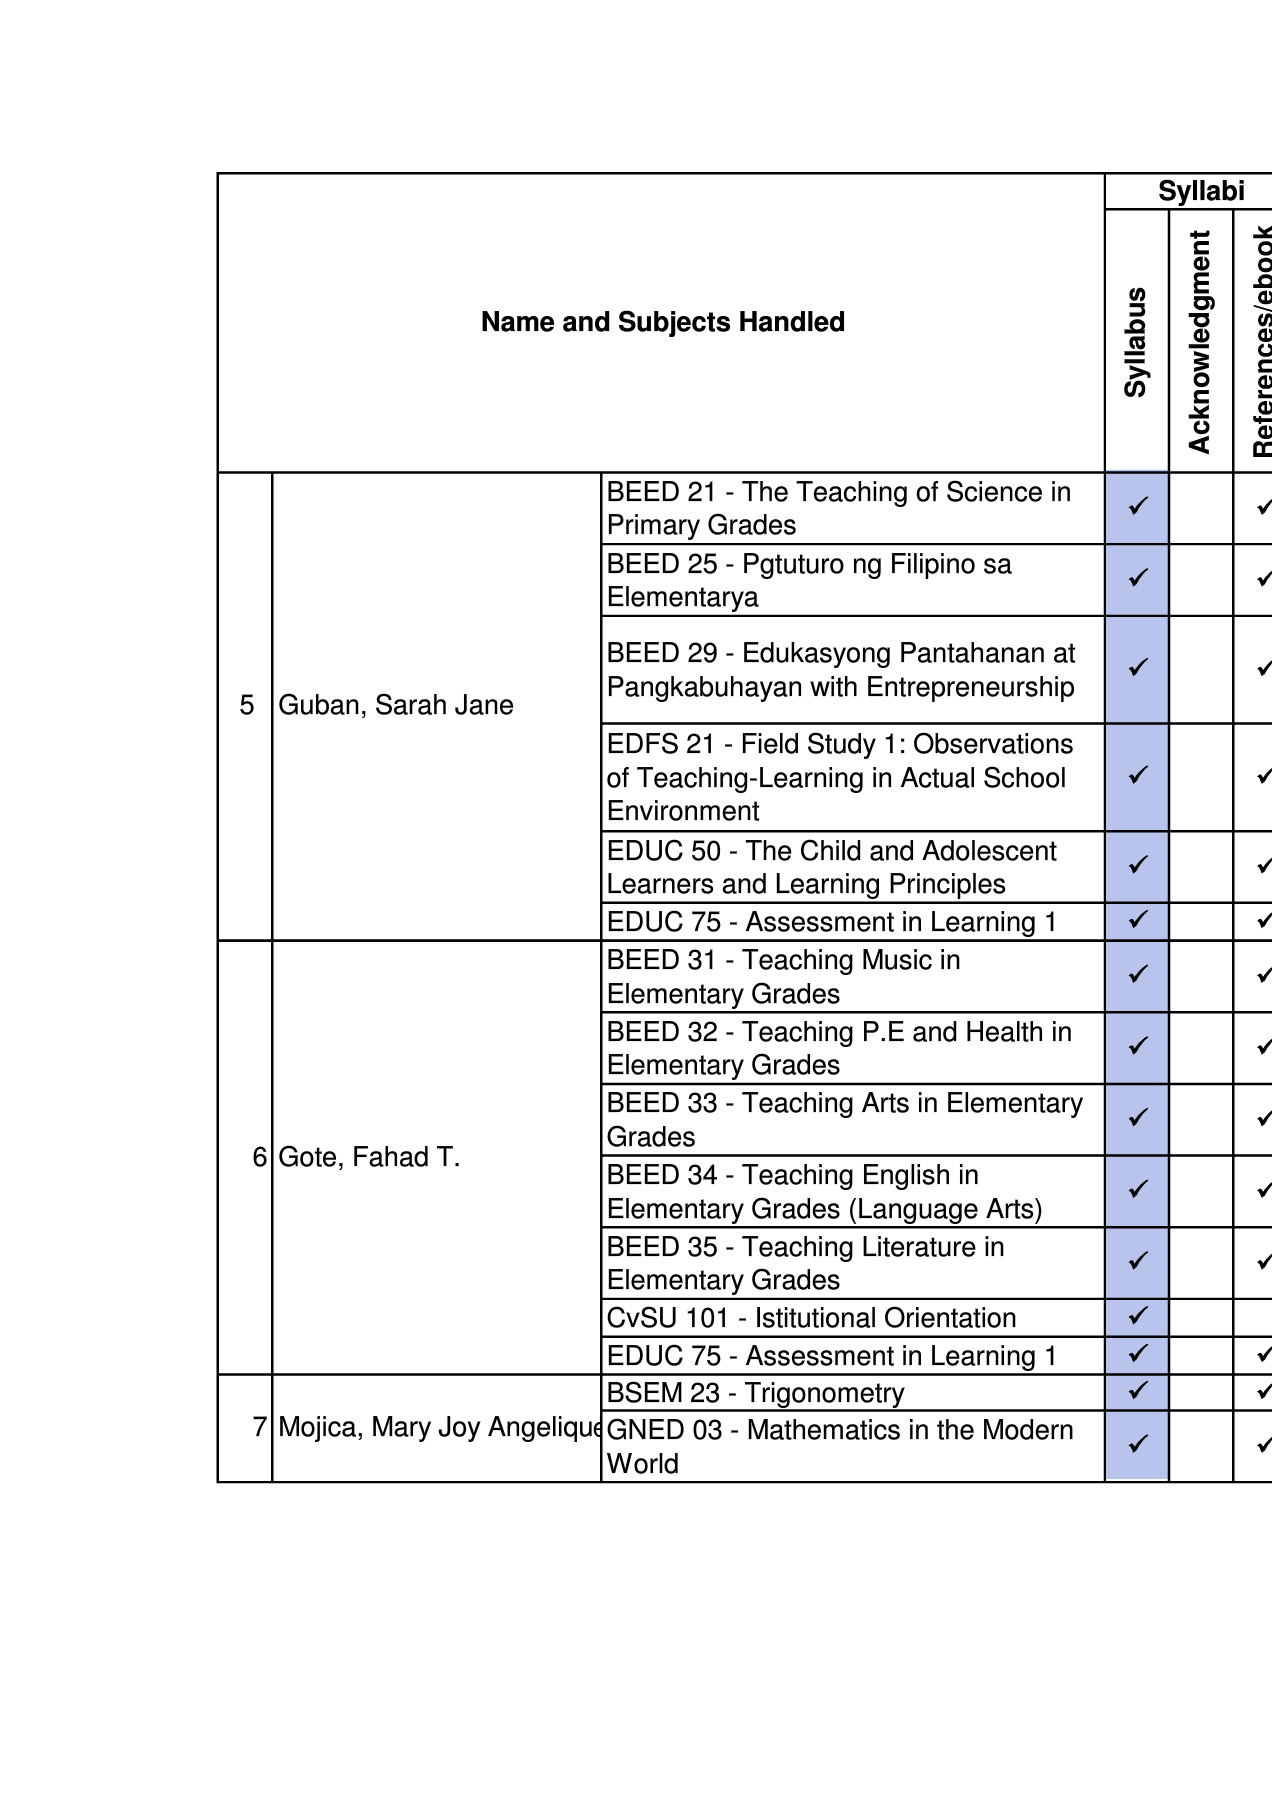 Syllabi
Name and Subjects Handled
Syllabus
Acknowledgment
References/ebook
BEED 21 - The Teaching of Science in
Primary Grades
✓ ✓
BEED 25 - Pgtuturo ng Filipino sa
Elementarya
✓ ✓
BEED 29 - Edukasyong Pantahanan at
Pangkabuhayan with Entrepreneurship
✓ ✓
5 Guban, Sarah Jane
EDFS 21 - Field Study 1: Observations
of Teaching-Learning in Actual School
Environment
✓ ✓
EDUC 50 - The Child and Adolescent
Learners and Learning Principles
✓ ✓
EDUC 75 - Assessment in Learning 1 ✓ ✓
BEED 31 - Teaching Music in
Elementary Grades
✓ ✓
BEED 32 - Teaching P.E and Health in
Elementary Grades
✓ ✓
BEED 33 - Teaching Arts in Elementary
Grades
✓ ✓
6 Gote, Fahad T.
BEED 34 - Teaching English in
Elementary Grades (Language Arts)
✓ ✓
BEED 35 - Teaching Literature in
Elementary Grades
✓ ✓
CvSU 101 - Istitutional Orientation ✓
EDUC 75 - Assessment in Learning 1 ✓ ✓
7 Mojica, Mary Joy Angelique
BSEM 23 - Trigonometry ✓ ✓
GNED 03 - Mathematics in the Modern
World
✓ ✓